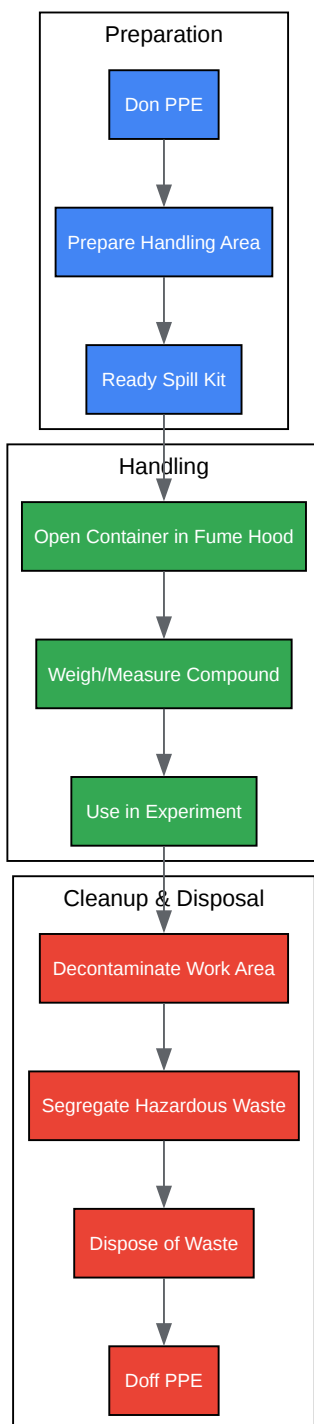 Preparation
Don PPE
Prepare Handling Area
Ready Spill Kit
Handling
Open Container in Fume Hood
Weigh/Measure Compound
Use in Experiment
Cleanup & Disposal
Decontaminate Work Area
Segregate Hazardous Waste
Dispose of Waste
Doff PPE